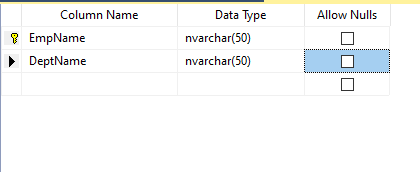 Column Name Data Type Allow Nulls
EmpName nvarchar(50)
DeptName nvarchar(50)